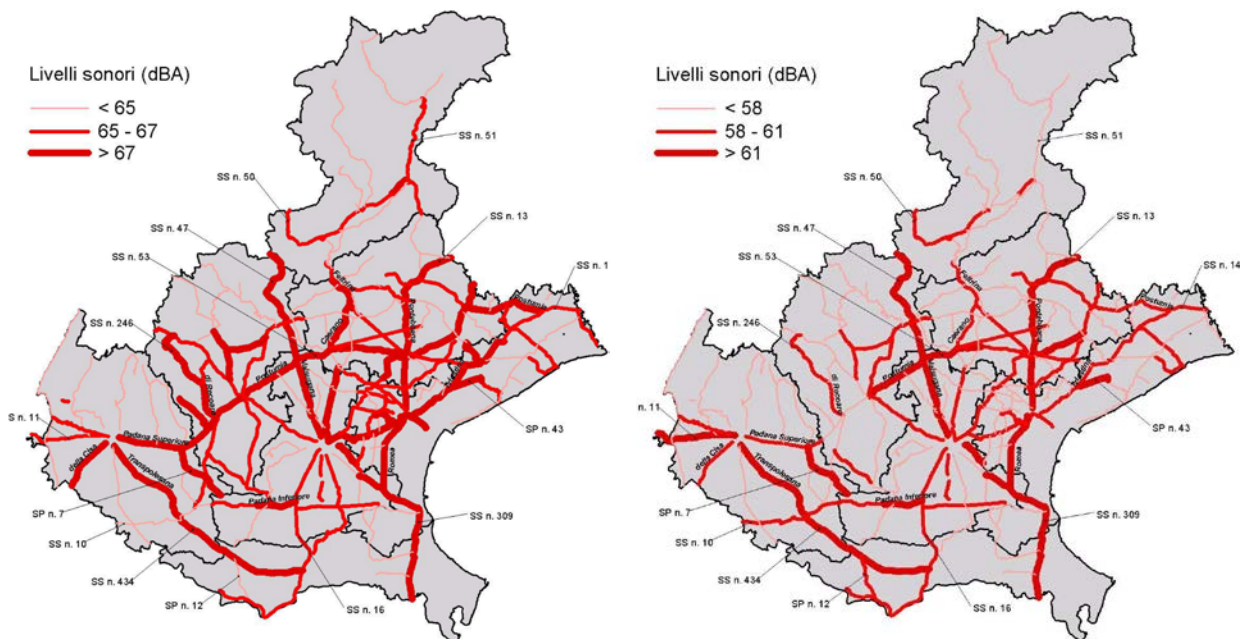 Livelli sonori (dBA)
< 65
65 - 67
> 67
SS n. 51
SS n. 50
SS n. 47
SS n. 13
SS n. 53
SS n. 1
Feltrina
Postumia
SS n. 246
Pontebbana
Castrano
Postumia
Valsugana
di Recoaro
S n. 11
SP n. 43
Padana Superiore
della Cisa
Transpolesana
Romea
SP n. 7
Padana Inferiore
SS n. 309
SS n. 10
SS n. 434
SP n. 12
SS n. 16
Livelli sonori (dBA)
< 58
58 - 61
> 61
SS n. 51
SS n. 50
SS n. 47
SS n. 13
SS n. 53
SS n. 14
Feltrina
Postumia
SS n. 246
Pontebbana
Castrano
Postumia
Valsugana
di Recoaro
n. 11
SP n. 43
Padana Superiore
della Cisa
Transpolesana
Romea
SP n. 7
Padana Inferiore
SS n. 309
SS n. 10
SS n. 434
SP n. 12
SS n. 16